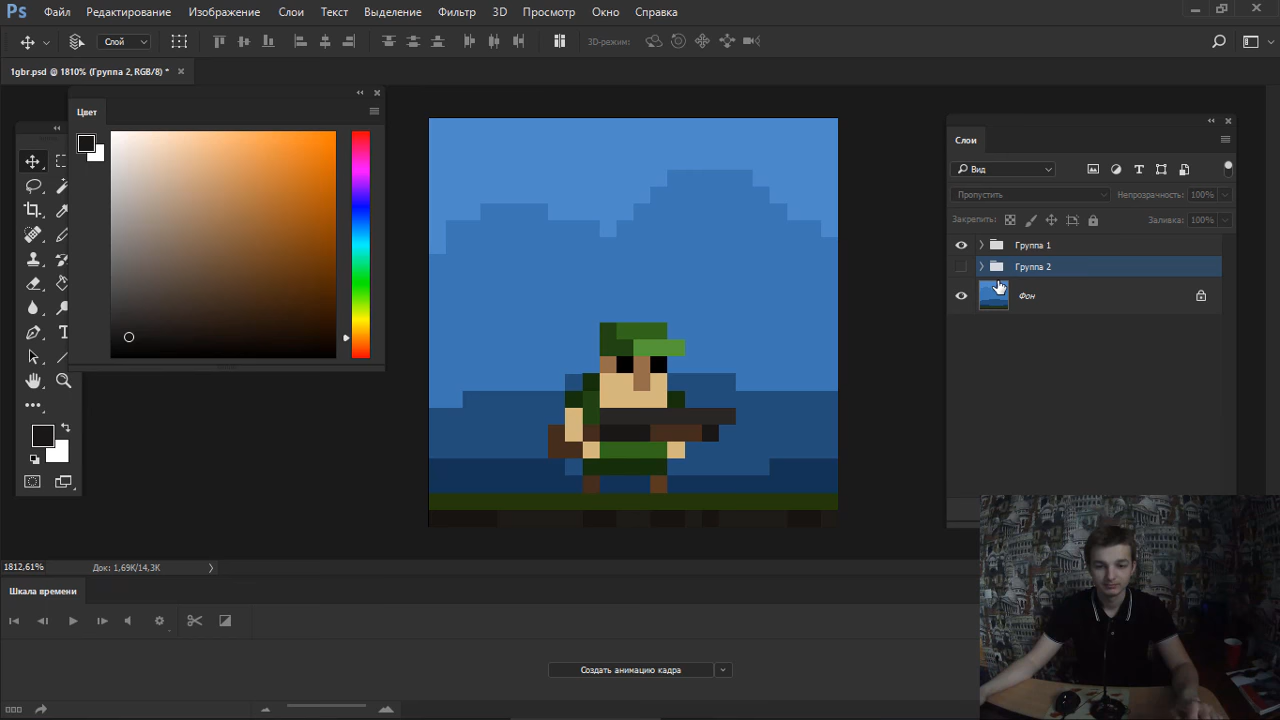 Ps Файл Редактирование Изображение Слои Текст Выделение Фильтр 3D Просмотр Окно Справка
Слой 3D-режим:
1gbr.psd @ 1810% (Группа 2, RGB/8) *
Цвет
Слои
Вид
Пропустить Непрозрачность: 100%
Закрепить: Заливка: 100%
Группа 1
Группа 2
Фон
T
1812,61% Док: 1,69K/14,3K
Шкала времени
Создать анимацию кадра